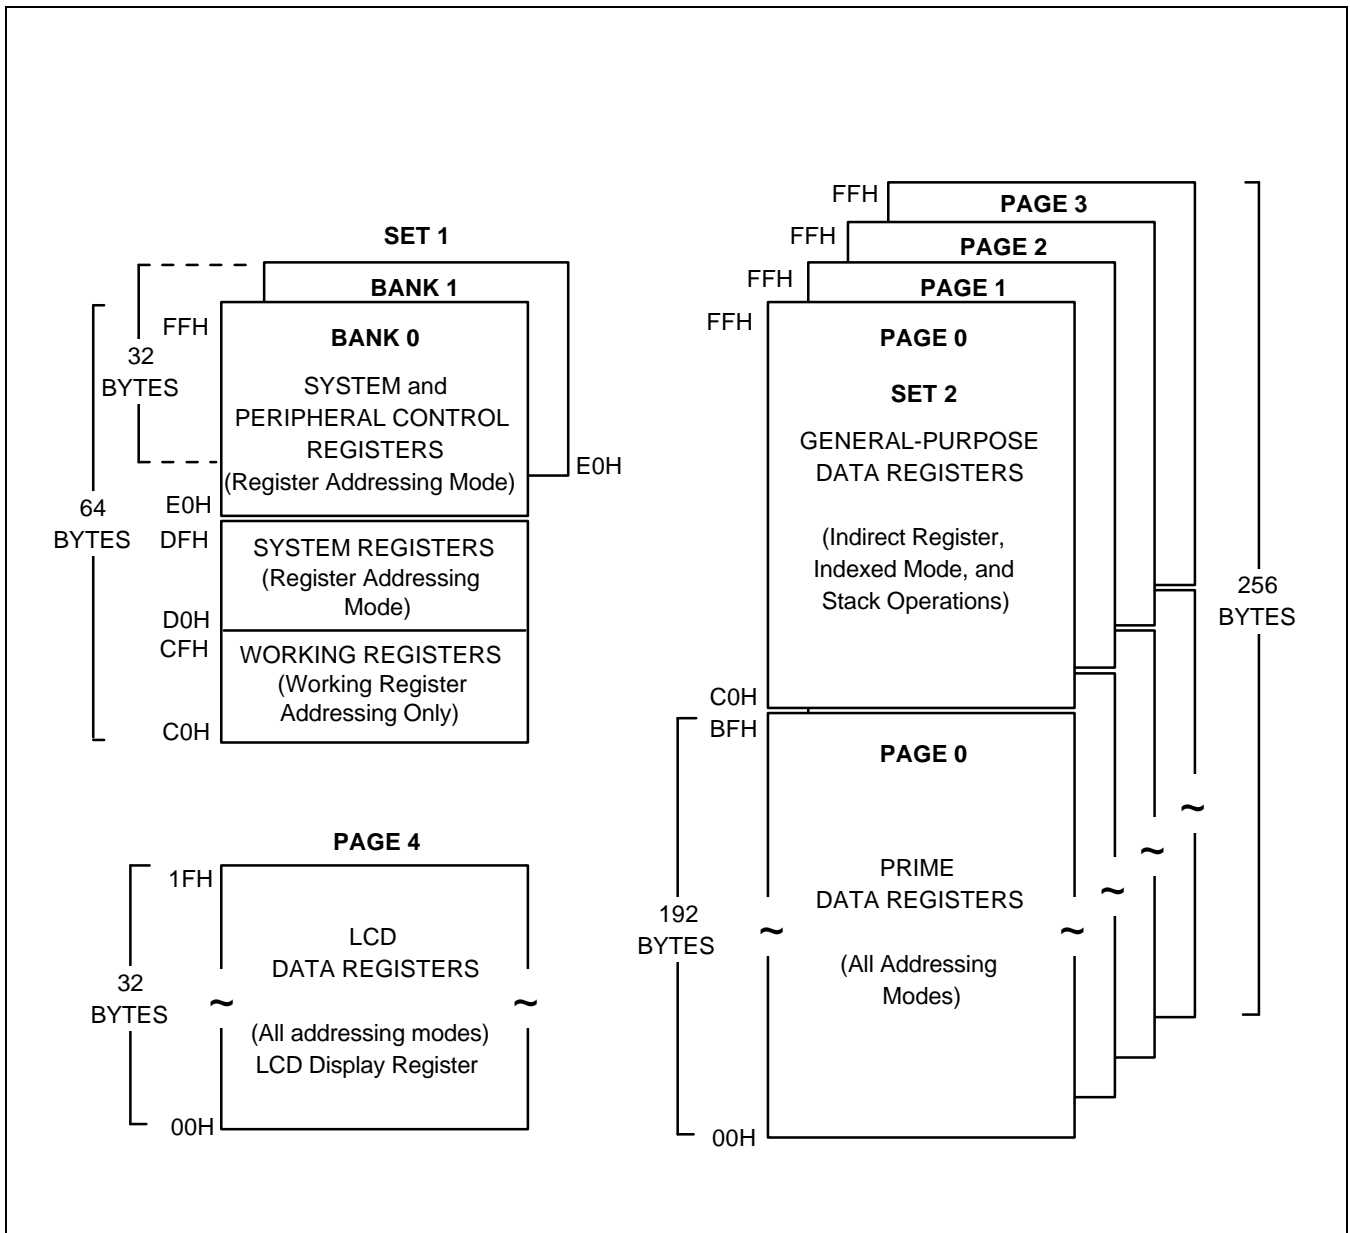 SET 1
BANK 1
FFH
BANK 0
32
BYTES
SYSTEM and
PERIPHERAL CONTROL
REGISTERS
(Register Addressing Mode)
E0H
E0H
64
BYTES
DFH
SYSTEM REGISTERS
(Register Addressing
Mode)
D0H
CFH
WORKING REGISTERS
(Working Register
Addressing Only)
C0H
PAGE 4
1FH
LCD
DATA REGISTERS
32
BYTES
~
~
(All addressing modes)
LCD Display Register
00H
FFH
PAGE 3
FFH
PAGE 2
FFH
PAGE 1
FFH
PAGE 0
SET 2
GENERAL-PURPOSE
DATA REGISTERS
(Indirect Register,
Indexed Mode, and
Stack Operations)
256
BYTES
C0H
BFH
PAGE 0
~
~
~
PRIME
DATA REGISTERS
192
BYTES
~
~
(All Addressing
Modes)
00H